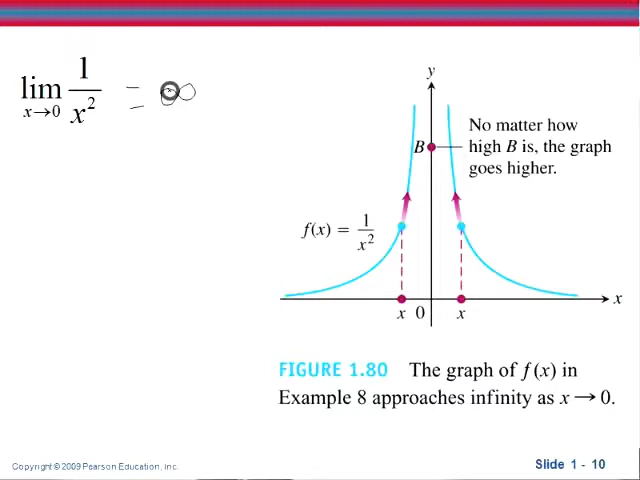 lim x→0 1/x² = ∞
y
B
No matter how
high B is, the graph
goes higher.
f(x) = 1/x²
x 0 x
x
FIGURE 1.80 The graph of f(x) in
Example 8 approaches infinity as x → 0.
Copyright © 2009 Pearson Education, Inc.
Slide 1 - 10